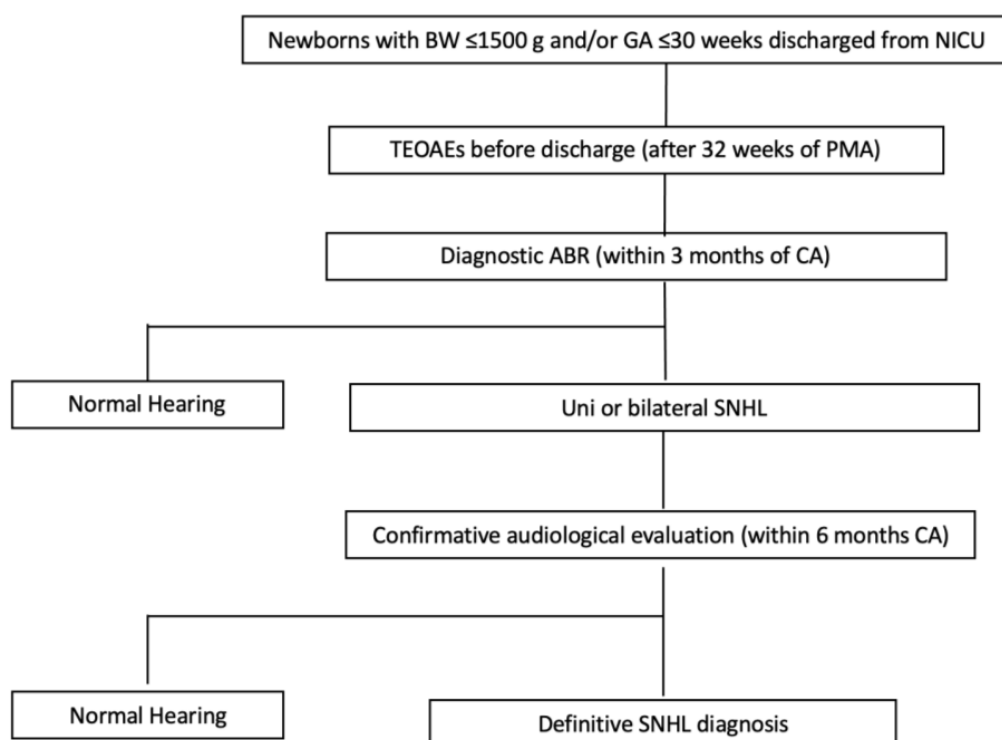 Newborns with BW ≤1500 g and/or GA ≤30 weeks discharged from NICU
TEOAEs before discharge (after 32 weeks of PMA)
Diagnostic ABR (within 3 months of CA)
Normal Hearing
Uni or bilateral SNHL
Confirmative audiological evaluation (within 6 months CA)
Normal Hearing
Definitive SNHL diagnosis